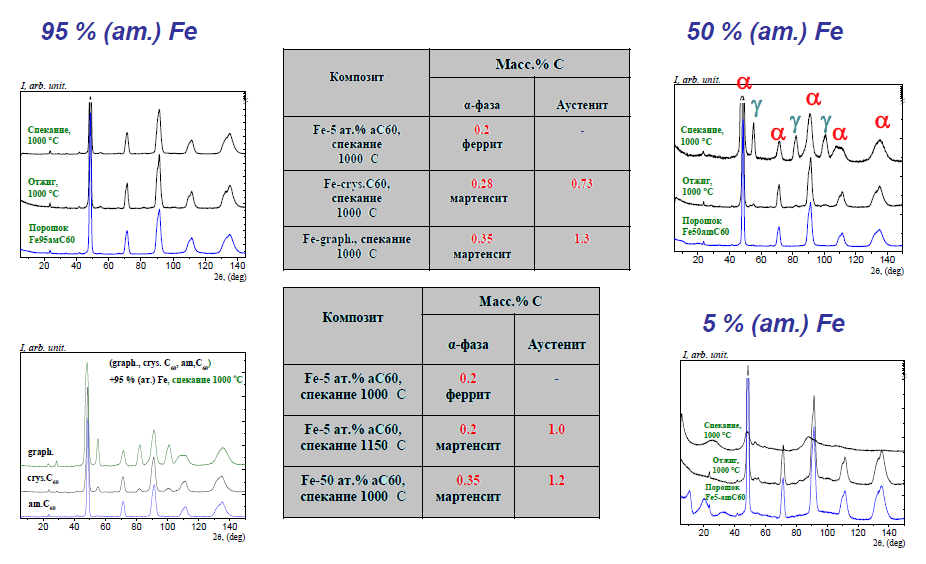 95 % (am.) Fe
I, arb. unit.
Спекание,
1000 °C
Отжиг,
1000 °C
Порошок
Fe95amC60
20 40 60 80 100 120 140
2θ, (deg)
Композит
Масс.% C
α-фаза
Аустенит
Fe-5 ат.% aC60,
спекание
1000 C
0.2
феррит
-
Fe-crys.C60,
спекание
1000 C
0.28
мартенсит
0.73
Fe-graph., спекание
1000 C
0.35
мартенсит
1.3
50 % (am.) Fe
I, arb. unit.
α
γ
α
γ
α
γ
α
α
Спекание,
1000 °C
Отжиг,
1000 °C
Порошок
Fe50amC60
20 40 60 80 100 120 140
2θ, (deg)
I, arb. unit.
(graph., crys. C60, am,C60)
+95 % (ат.) Fe, спекание 1000 °C
graph.
crys.C60
am.C60
20 40 60 80 100 120 140
2θ, (deg)
Композит
Масс.% C
α-фаза
Аустенит
Fe-5 ат.% aC60,
спекание 1000 C
0.2
феррит
-
Fe-5 ат.% aC60,
спекание 1150 C
0.2
мартенсит
1.0
Fe-50 ат.% aC60,
спекание 1000 C
0.35
мартенсит
1.2
5 % (am.) Fe
I, arb. unit.
Спекание,
1000 °C
Отжиг,
1000 °C
Порошок
Fe5-amC60
20 40 60 80 100 120 140
2θ, (deg)